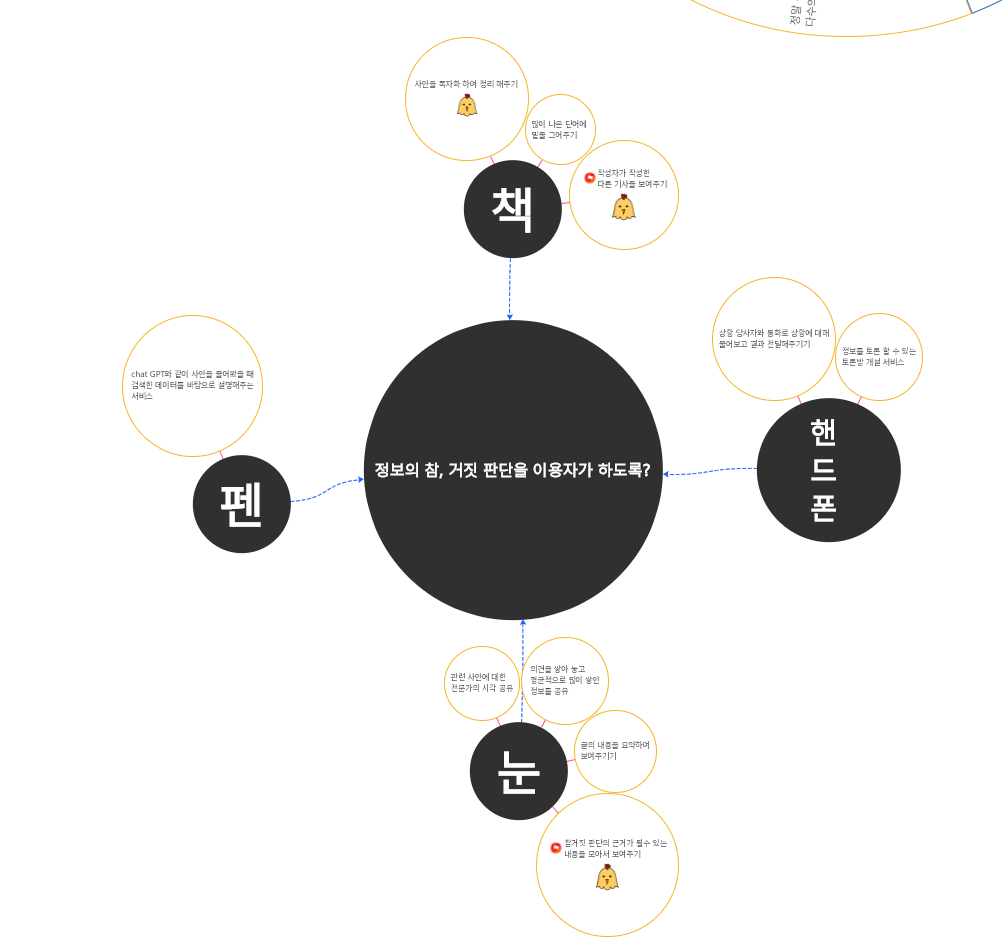 정말
다수의
사안을 독자화 하여 정리 해주기
많이 나온 단어에
밑줄 그어주기
작성자가 작성한
다른 기사들 보여주기
책
상황 당사자와 통화로 상황에 대해
물어보고 결과 전달해주기기
정보를 토론 할 수 있는
토론방 개설 서비스
핸
드
폰
chat GPT와 같이 사안을 물어봤을 때
검색한 데이터를 바탕으로 설명해주는
서비스
펜
정보의 참, 거짓 판단을 이용자가 하도록?
관련 사안에 대한
전문가의 시각 공유
의견을 쌓아 놓고
평균적으로 많이 쌓인
정보를 공유
글의 내용을 요약하여
보여주기기
눈
참거짓 판단의 근거가 될수 있는
내용을 모아서 보여주기